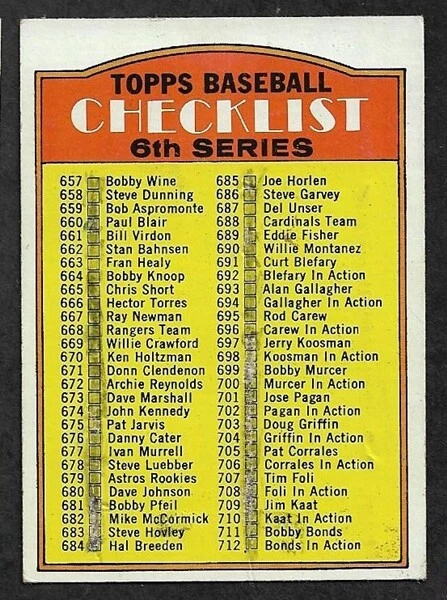 TOPPS BASEBALL
CHECKLIST
6th SERIES
657 Bobby Wine
658 Steve Dunning
659 Bob Aspromonte
660 Paul Blair
661 Bill Virdon
662 Stan Bahnsen
663 Fran Healy
664 Bobby Knoop
665 Chris Short
666 Hector Torres
667 Ray Newman
668 Rangers Team
669 Willie Crawford
670 Ken Holtzman
671 Donn Clendenon
672 Archie Reynolds
673 Dave Marshall
674 John Kennedy
675 Pat Jarvis
676 Danny Cater
677 Ivan Murrell
678 Steve Luebber
679 Astros Rookies
680 Dave Johnson
681 Bobby Pfeil
682 Mike McCormick
683 Steve Hovley
684 Hal Breeden
685 Joe Horlen
686 Steve Garvey
687 Del Unser
688 Cardinals Team
689 Eddie Fisher
690 Willie Montanez
691 Curt Blefary
692 Blefary In Action
693 Alan Gallagher
694 Gallagher In Action
695 Rod Carew
696 Carew In Action
697 Jerry Koosman
698 Koosman In Action
699 Bobby Murcer
700 Murcer In Action
701 Jose Pagan
702 Pagan In Action
703 Doug Griffin
704 Griffin In Action
705 Pat Corrales
706 Corrales In Action
707 Tim Foli
708 Foli In Action
709 Jim Kaat
710 Kaat In Action
711 Bobby Bonds
712 Bonds In Action